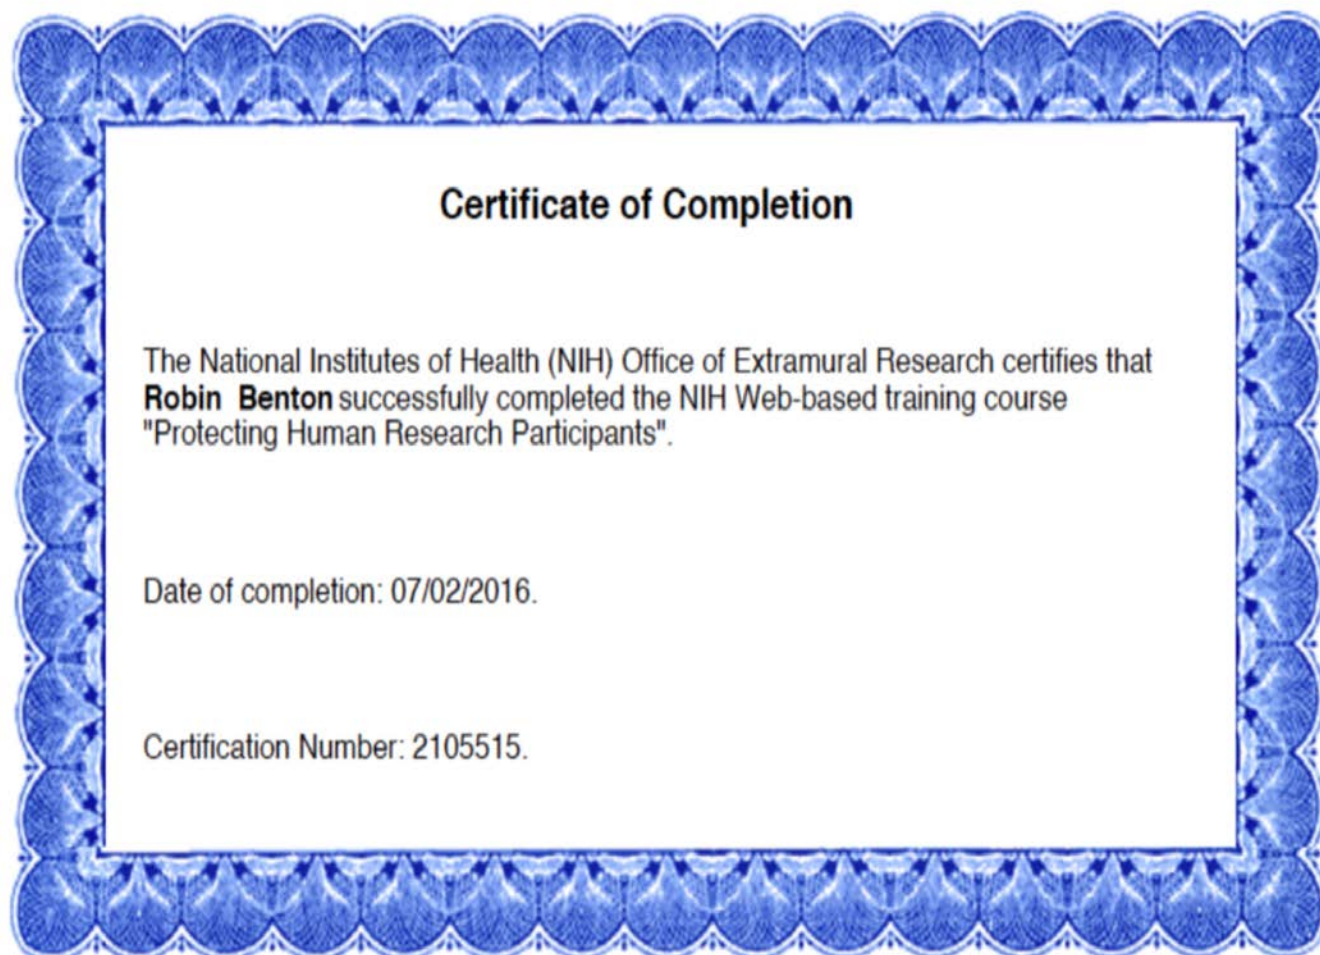 Certificate of Completion
The National Institutes of Health (NIH) Office of Extramural Research certifies that
Robin  Benton successfully completed the NIH Web-based training course
"Protecting Human Research Participants".
Date of completion: 07/02/2016.
Certification Number: 2105515.